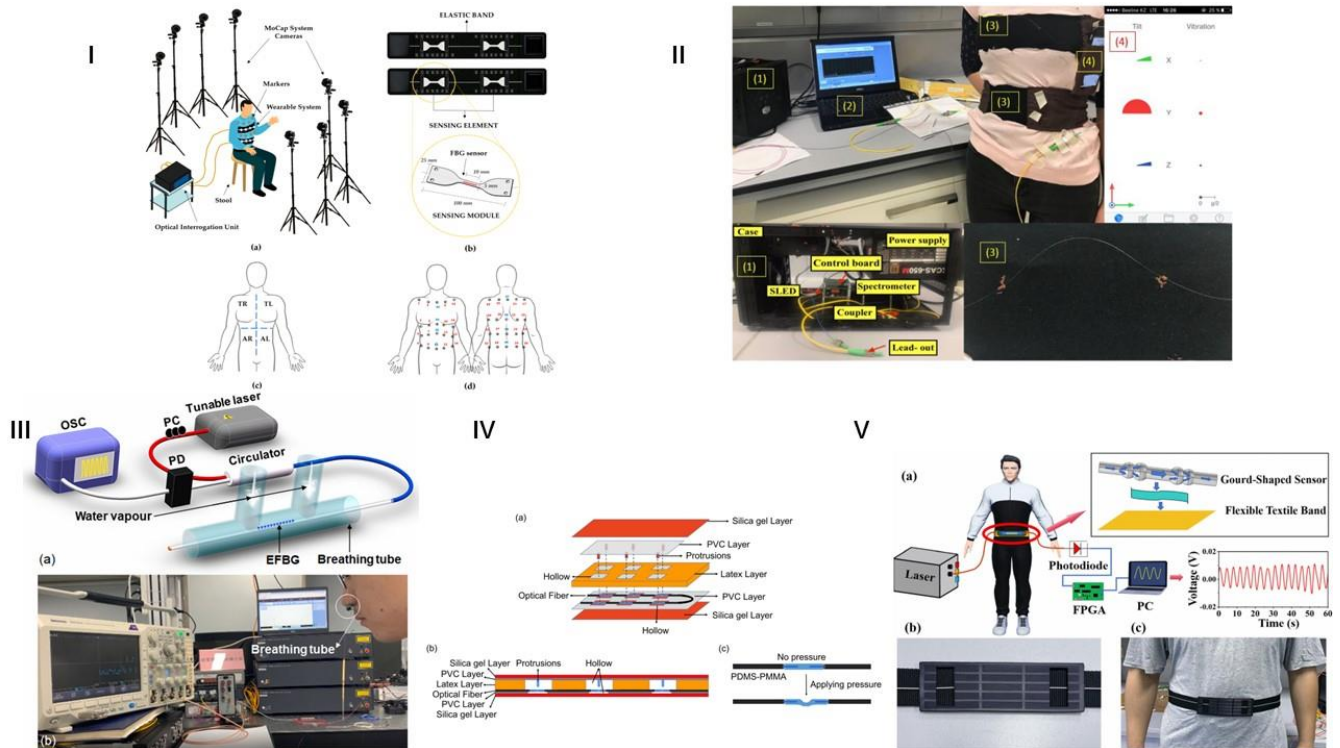 I
MoCap System
Cameras
Markers
Wearable System
Stool
Optical Interrogation Unit
(a)
ELASTIC BAND
SENSING ELEMENT
FBG sensor
25 mm
10 mm
1 mm
100 mm
SENSING MODULE
(b)
TR TL
AR AL
(c)
(d)
II
(1)
(2)
(3)
(3)
(4)
Tilt
Vibration
(4)
X
Y
Z
Case
(1)
Power supply
Control board
SLED
Spectrometer
Coupler
Lead- out
(3)
III
OSC
PC
Tunable laser
PD
Circulator
Water vapour
EFBG
Breathing tube
(a)
Breathing tube
(b)
IV
(a)
Silica gel Layer
PVC Layer
Protrusions
Hollow
Latex Layer
Optical Fiber
PVC Layer
Silica gel Layer
Hollow
(b)
Silica gel Layer
PVC Layer
Latex Layer
Optical Fiber
PVC Layer
Silica gel Layer
Protrusions
Hollow
(c)
No pressure
PDMS-PMMA
Applying pressure
V
(a)
Gourd-Shaped Sensor
Flexible Textile Band
Laser
Photodiode
FPGA
PC
Voltage (V)
0.02
0.00
-0.02
0 10 20 30 40 50 60
Time (s)
(b)
(c)